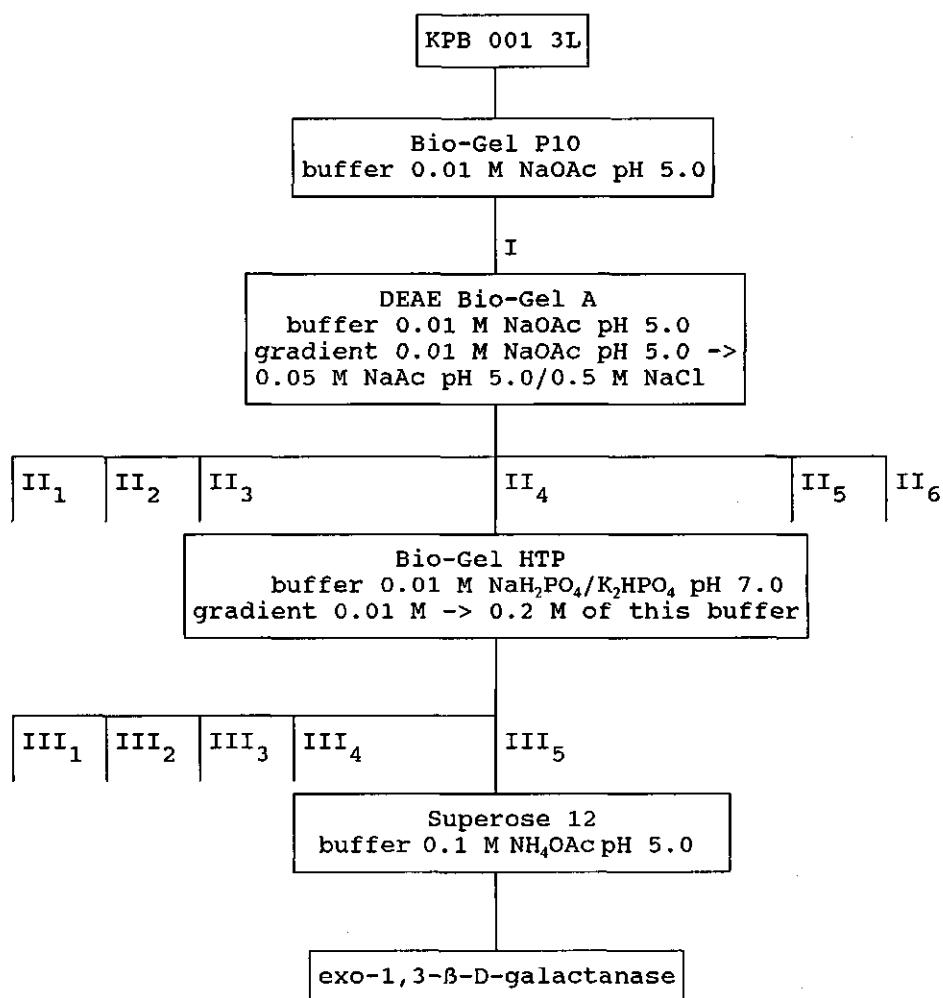 KPB 001 3L
Bio-Gel P10
buffer 0.01 M NaOAc pH 5.0
I
DEAE Bio-Gel A
buffer 0.01 M NaOAc pH 5.0
gradient 0.01 M NaOAc pH 5.0 ->
0.05 M NaAc pH 5.0/0.5 M NaCl
II₁ II₂ II₃ II₄ II₅ II₆
Bio-Gel HTP
buffer 0.01 M NaH₂PO₄/K₂HPO₄ pH 7.0
gradient 0.01 M -> 0.2 M of this buffer
III₁ III₂ III₃ III₄ III₅
Superose 12
buffer 0.1 M NH₄OAc pH 5.0
exo-1,3-ß-D-galactanase